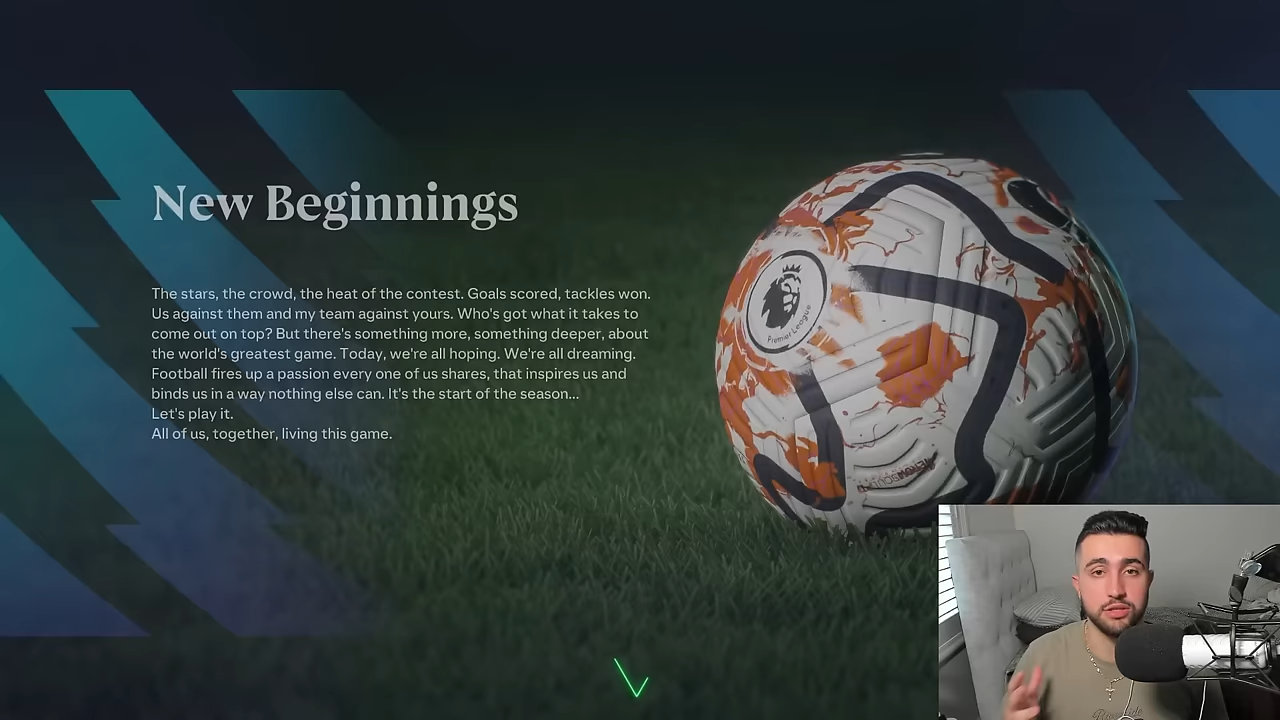 New Beginnings
The stars, the crowd, the heat of the contest. Goals scored, tackles won.
Us against them and my team against yours. Who's got what it takes to
come out on top? But there's something more, something deeper, about
the world's greatest game. Today, we're all hoping. We're all dreaming.
Football fires up a passion every one of us shares, that inspires us and
binds us in a way nothing else can. It's the start of the season...
Let's play it.
All of us, together, living this game.
Premier League